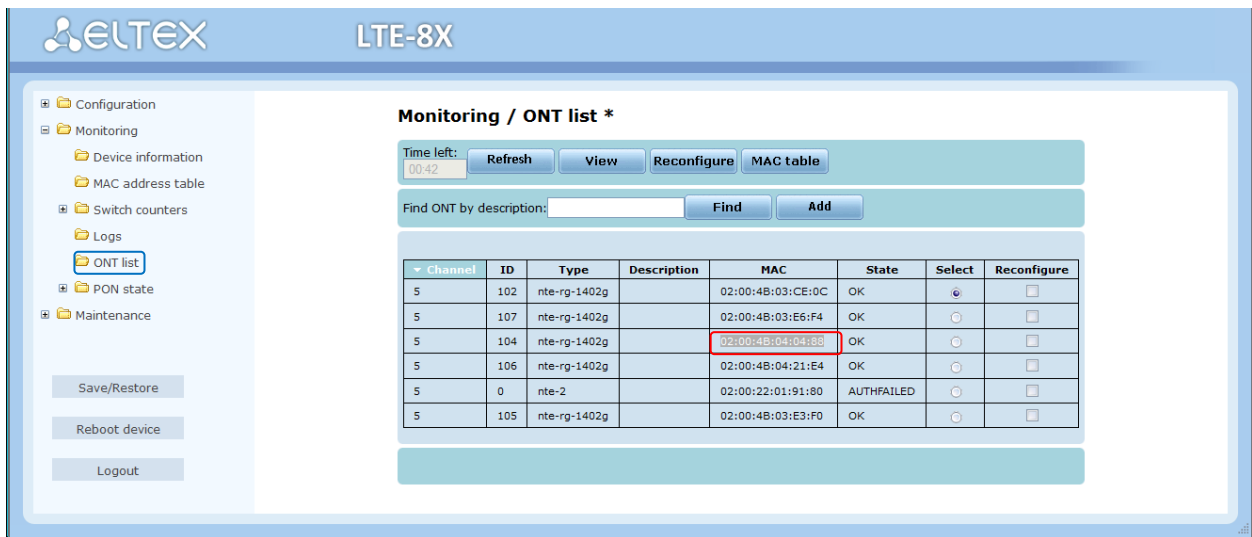 ELTEX LTE-8X
Configuration
Monitoring
Device information
MAC address table
Switch counters
Logs
ONT list
PON state
Maintenance
Save/Restore
Reboot device
Logout
Monitoring / ONT list *
Time left:
00:42 Refresh View Reconfigure MAC table
Find ONT by description: Find Add
Channel ID Type Description MAC State Select Reconfigure
5 102 nte-rg-1402g 02:00:4B:03:CE:0C OK
5 107 nte-rg-1402g 02:00:4B:03:E6:F4 OK
5 104 nte-rg-1402g 02:00:4B:04:04:88 OK
5 106 nte-rg-1402g 02:00:4B:04:21:E4 OK
5 0 nte-2 02:00:22:01:91:80 AUTHFAILED
5 105 nte-rg-1402g 02:00:4B:03:E3:F0 OK